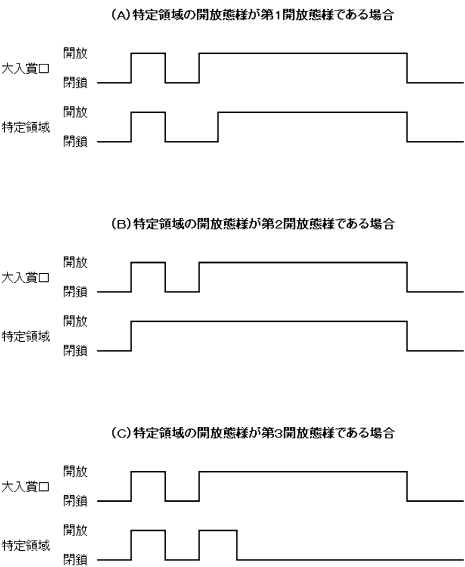 （A）特定領域の開放態様が第1開放態様である場合
開放
大入賞口
閉鎖
開放
特定領域
閉鎖
（B）特定領域の開放態様が第2開放態様である場合
開放
大入賞口
閉鎖
開放
特定領域
閉鎖
（C）特定領域の開放態様が第3開放態様である場合
開放
大入賞口
閉鎖
開放
特定領域
閉鎖